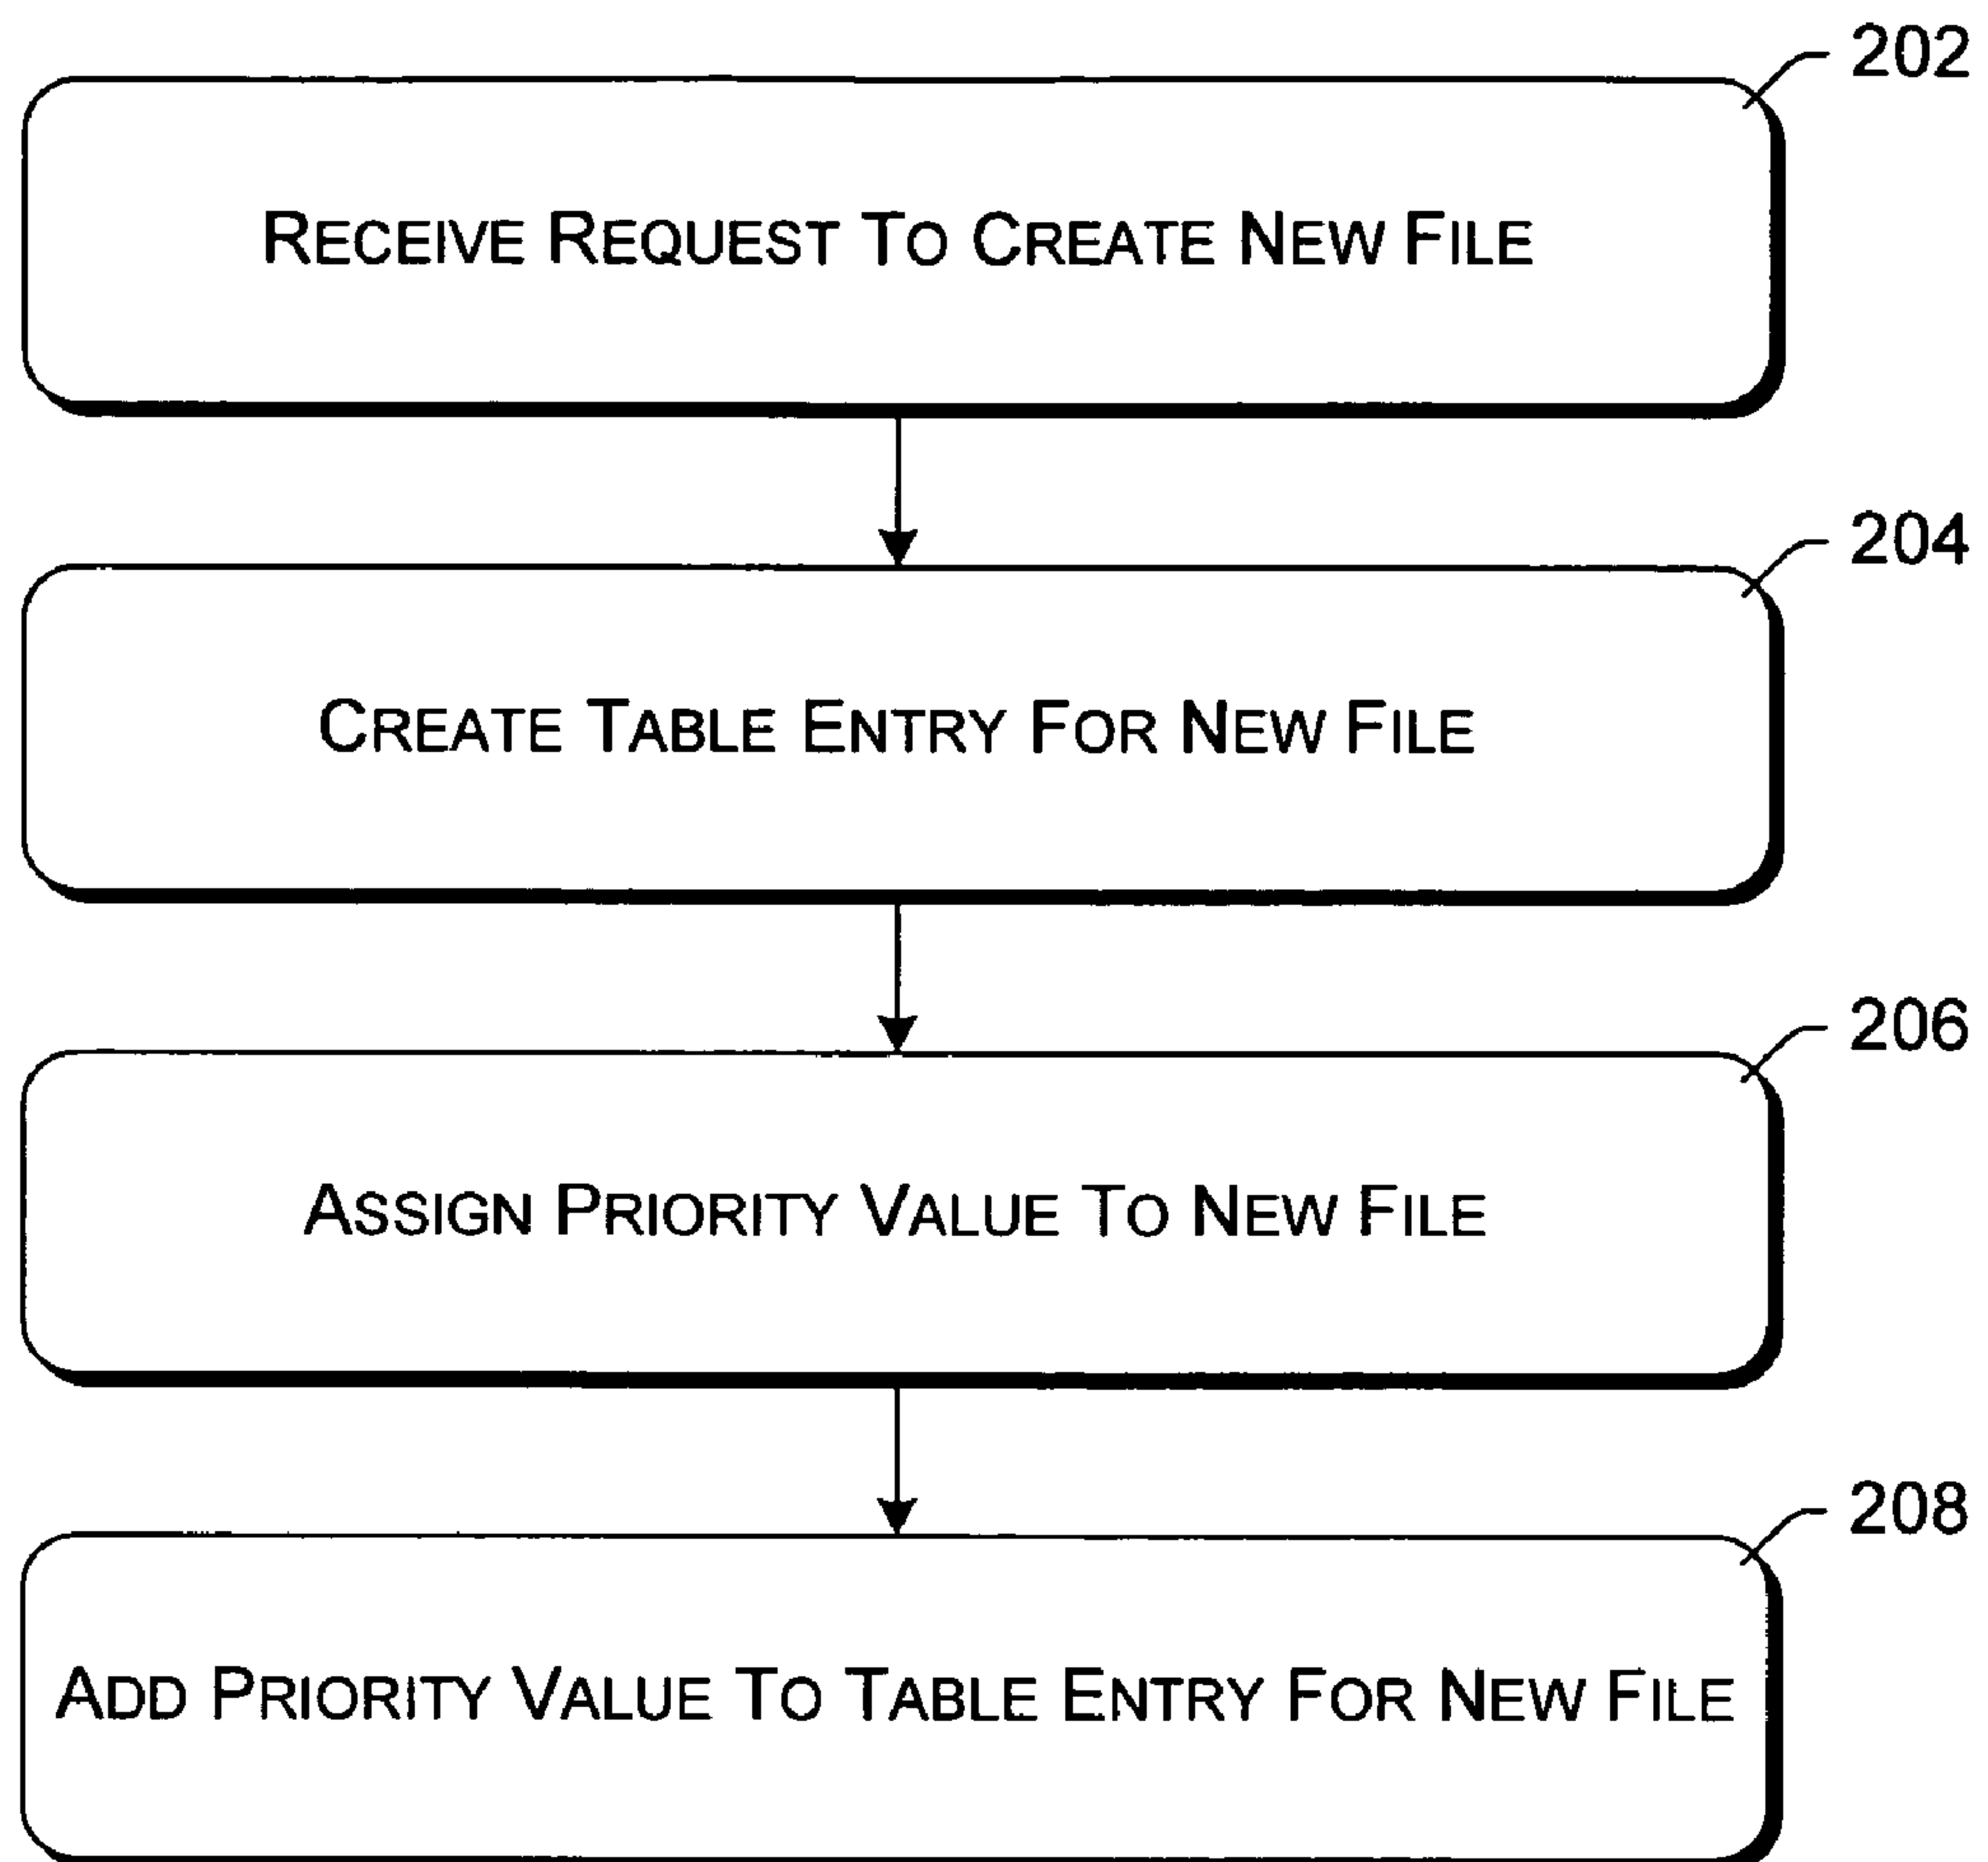 202
RECEIVE REQUEST TO CREATE NEW FILE
204
CREATE TABLE ENTRY FOR NEW FILE
206
ASSIGN PRIORITY VALUE TO NEW FILE
208
ADD PRIORITY VALUE TO TABLE ENTRY FOR NEW FILE